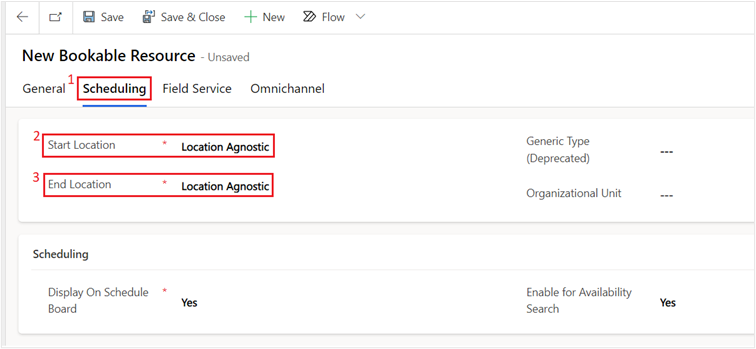 Save Save & Close New Flow
New Bookable Resource - Unsaved
General 1 Scheduling Field Service Omnichannel
2 Start Location * Location Agnostic
Generic Type
(Deprecated) ---
3 End Location * Location Agnostic
Organizational Unit ---
Scheduling
Display On Schedule
Board * Yes
Enable for Availability
Search Yes